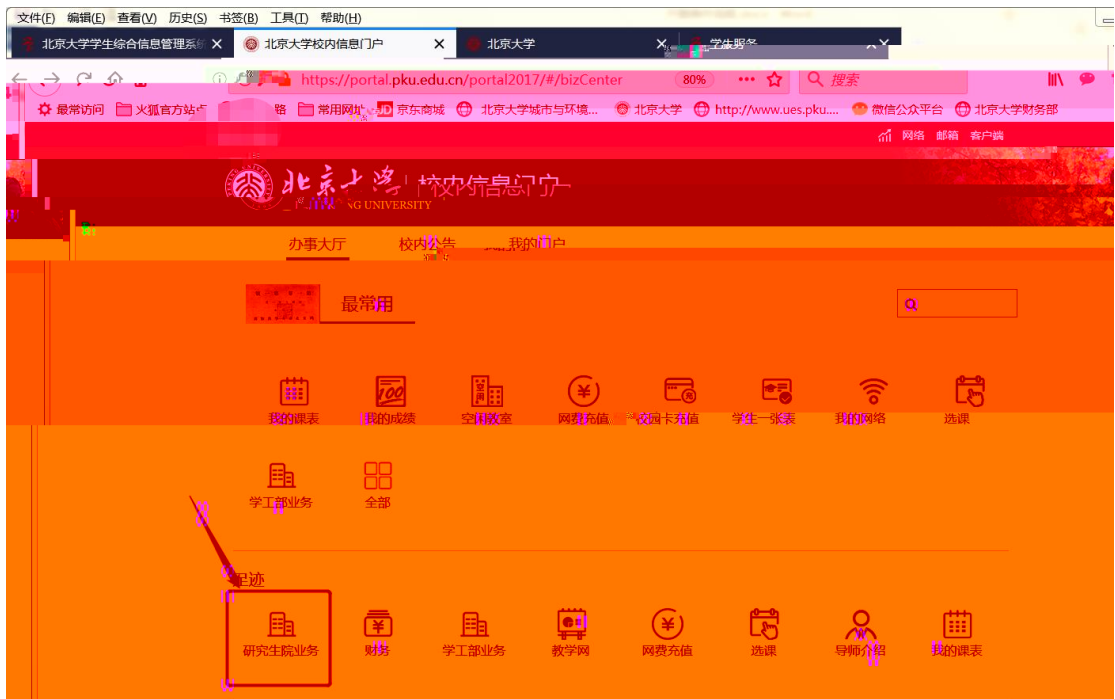 文件(F) 编辑(E) 查看(V) 历史(S) 书签(B) 工具(T) 帮助(H)
北京大学学生综合信息管理系统 × 北京大学校内信息门户 × 北京大学 × 学生服务 ×
https://portal.pku.edu.cn/portal2017/#/bizCenter 80% 搜索
最常访问 火狐官方站点 路 常用网址 JD 京东商城 北京大学城市与环境... 北京大学 http://www.ues.pku.... 微信公众平台 北京大学财务部
网络 邮箱 客户端
北京大学 校内信息门户
NG UNIVERSITY
办事大厅 校内公告 我的门户
最常用
我的课表 我的成绩 空闲教室 网费充值 校园卡充值 学生一张表 我的网络 选课
学工部业务 全部
足迹
研究生院业务 财务 学工部业务 教学网 网费充值 选课 导师介绍 我的课表